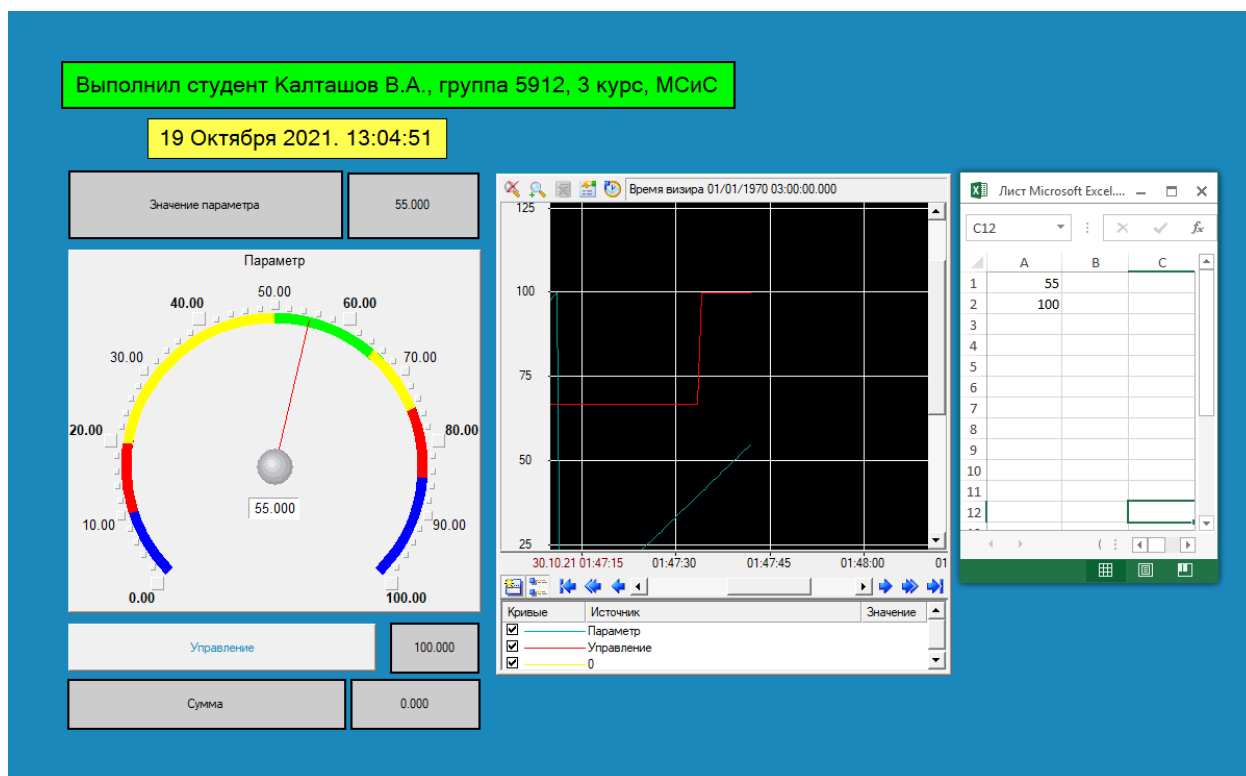 Выполнил студент Калташов В.А., группа 5912, 3 курс, МСиС
19 Октября 2021. 13:04:51
Значение параметра
55.000
Параметр
0.00
10.00
20.00
30.00
40.00
50.00
60.00
70.00
80.00
90.00
100.00
55.000
Управление
100.000
Сумма
0.000
Время визира 01/01/1970 03:00:00.000
125
100
75
50
25
30.10.21 01:47:15 01:47:30 01:47:45 01:48:00 01
Кривые Источник Значение
Параметр
Управление
0
Лист Microsoft Excel....
C12 fx
A B C
1 55
2 100
3
4
5
6
7
8
9
10
11
12